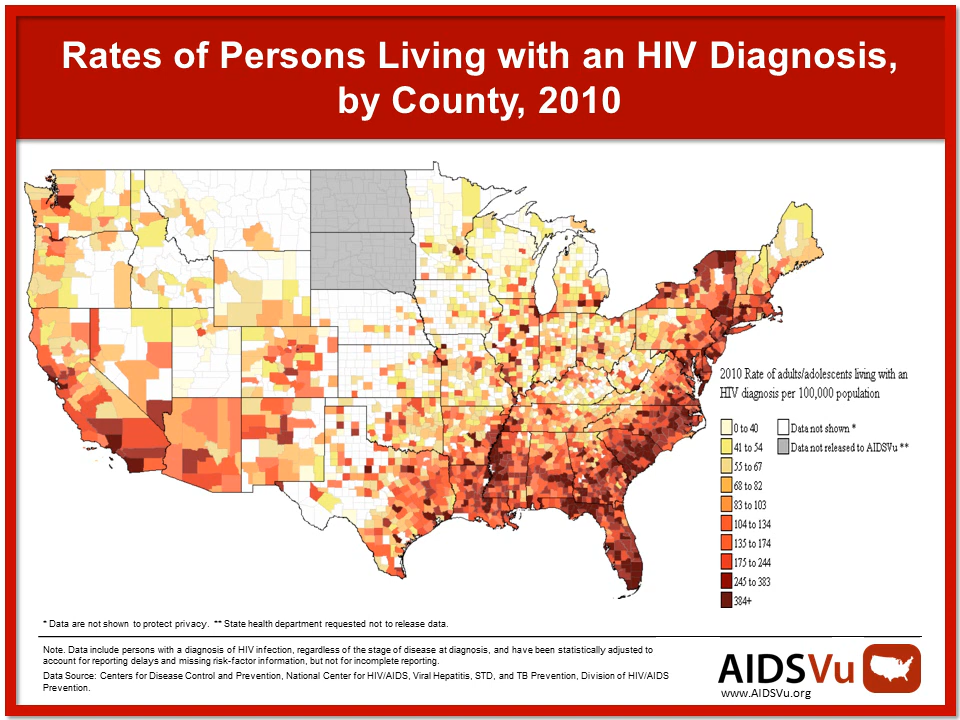 Rates of Persons Living with an HIV Diagnosis,
by County, 2010
2010 Rate of adults/adolescents living with an
HIV diagnosis per 100,000 population
0 to 40
Data not shown *
41 to 54
Data not released to AIDSVu **
55 to 67
68 to 82
83 to 103
104 to 134
135 to 174
175 to 244
245 to 383
384+
* Data are not shown to protect privacy. ** State health department requested not to release data.
Note. Data include persons with a diagnosis of HIV infection, regardless of the stage of disease at diagnosis, and have been statistically adjusted to
account for reporting delays and missing risk-factor information, but not for incomplete reporting.
Data Source: Centers for Disease Control and Prevention, National Center for HIV/AIDS, Viral Hepatitis, STD, and TB Prevention, Division of HIV/AIDS
Prevention.
AIDSVu
www.AIDSVu.org